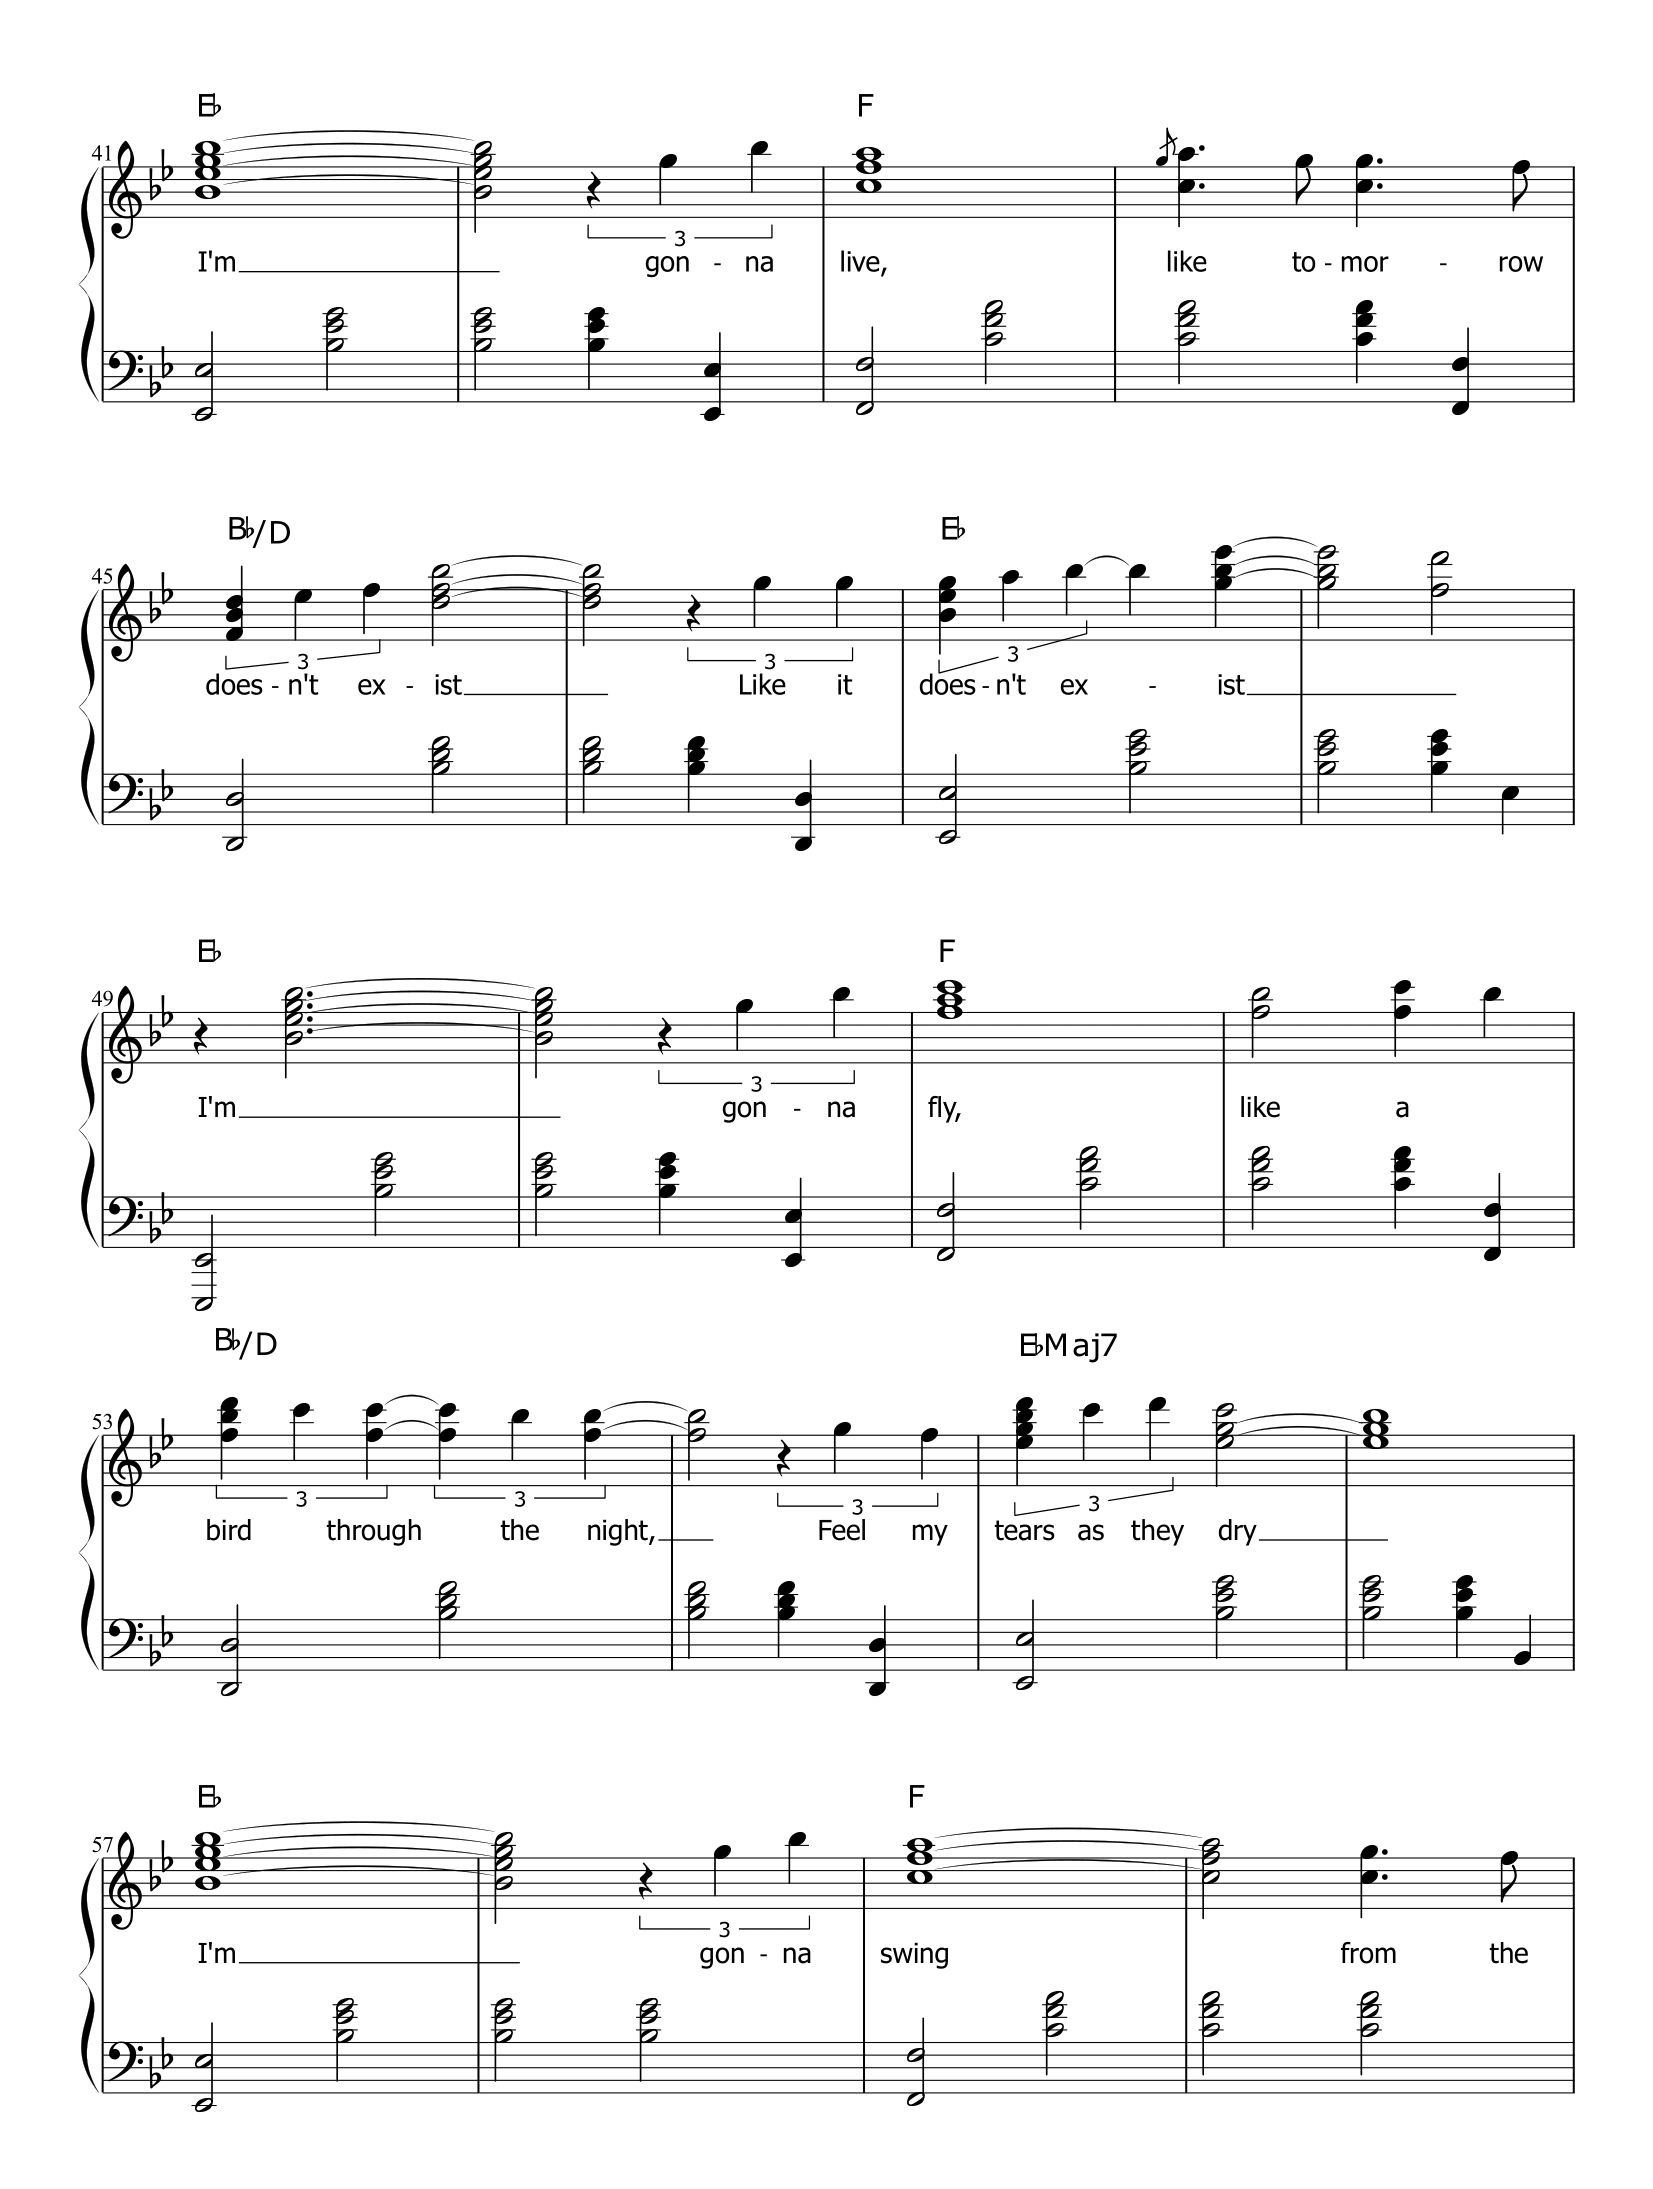 E♭ F
41
3
I'm gon - na live, like to - mor - row
B♭/D E♭
45
3 3 3
does - n't ex - ist Like it does - n't ex - ist
E♭ F
49
3
I'm gon - na fly, like a
B♭/D E♭Maj7
53
3 3 3 3
bird through the night, Feel my tears as they dry
E♭ F
57
3
I'm gon - na swing from the